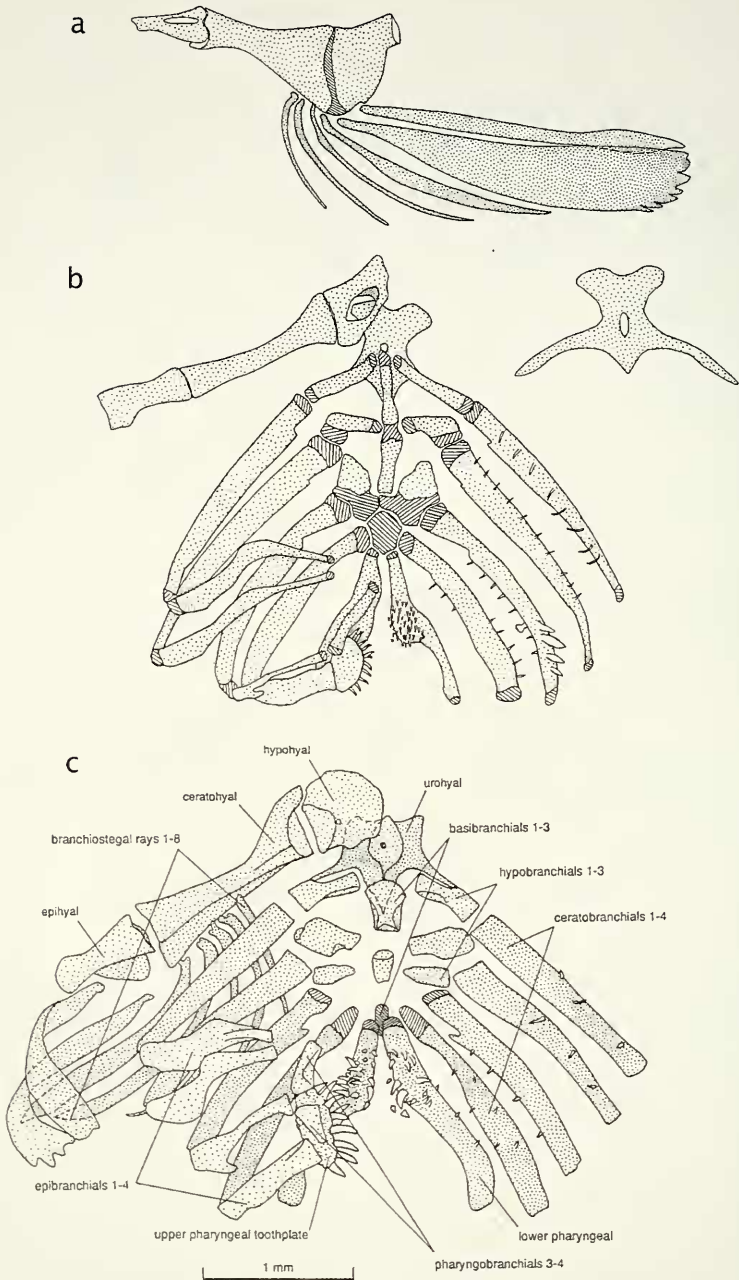 a
b
c
hypohyal
ceratohyal
urohyal
branchiostegal rays 1-8
basibranchials 1-3
hypobranchials 1-3
epihyal
ceratobranchials 1-4
epibranchials 1-4
upper pharyngeal toothplate
lower pharyngeal
pharyngobranchials 3-4
1 mm